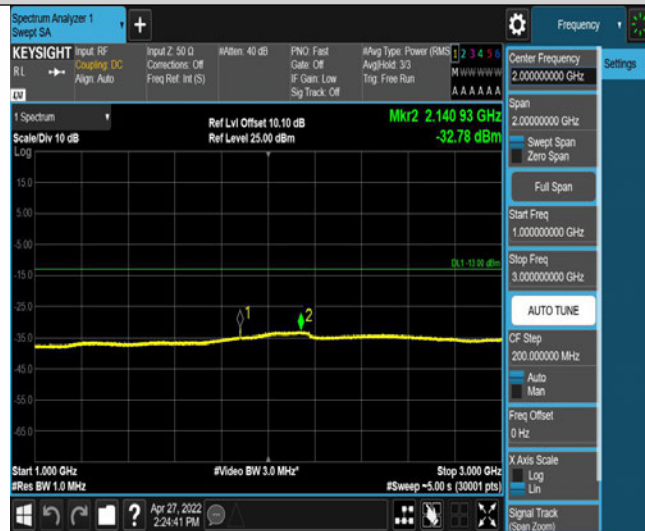 Spectrum Analyzer 1
Swept SA
Frequency
KEYSIGHT
Input: RF
Input Z: 50 Ω
#Atten: 40 dB
PNO: Fast
#Avg Type: Power (RMS
1 2 3 4 5 6
RL
Coupling: DC
Corrections: Off
Gate: Off
Avg|Hold: 3/3
M W W W W W
Align: Auto
Freq Ref: Int (S)
IF Gain: Low
Trig: Free Run
Sig Track: Off
A A A A A A
LXI
1 Spectrum
Ref Lvl Offset 10.10 dB
Mkr2 2.140 93 GHz
Scale/Div 10 dB
Ref Level 25.00 dBm
-32.78 dBm
Log
15.0
5.00
-5.00
DL1 -13.00 dBm
-15.0
-25.0
1
2
-35.0
-45.0
-55.0
-65.0
Start 1.000 GHz
#Video BW 3.0 MHz*
Stop 3.000 GHz
#Res BW 1.0 MHz
#Sweep ~5.00 s (30001 pts)
Apr 27, 2022
2:24:41 PM
Center Frequency
2.000000000 GHz
Settings
Span
2.00000000 GHz
Swept Span
Zero Span
Full Span
Start Freq
1.000000000 GHz
Stop Freq
3.000000000 GHz
AUTO TUNE
CF Step
200.000000 MHz
Auto
Man
Freq Offset
0 Hz
X Axis Scale
Log
Lin
Signal Track
(Span Zoom)